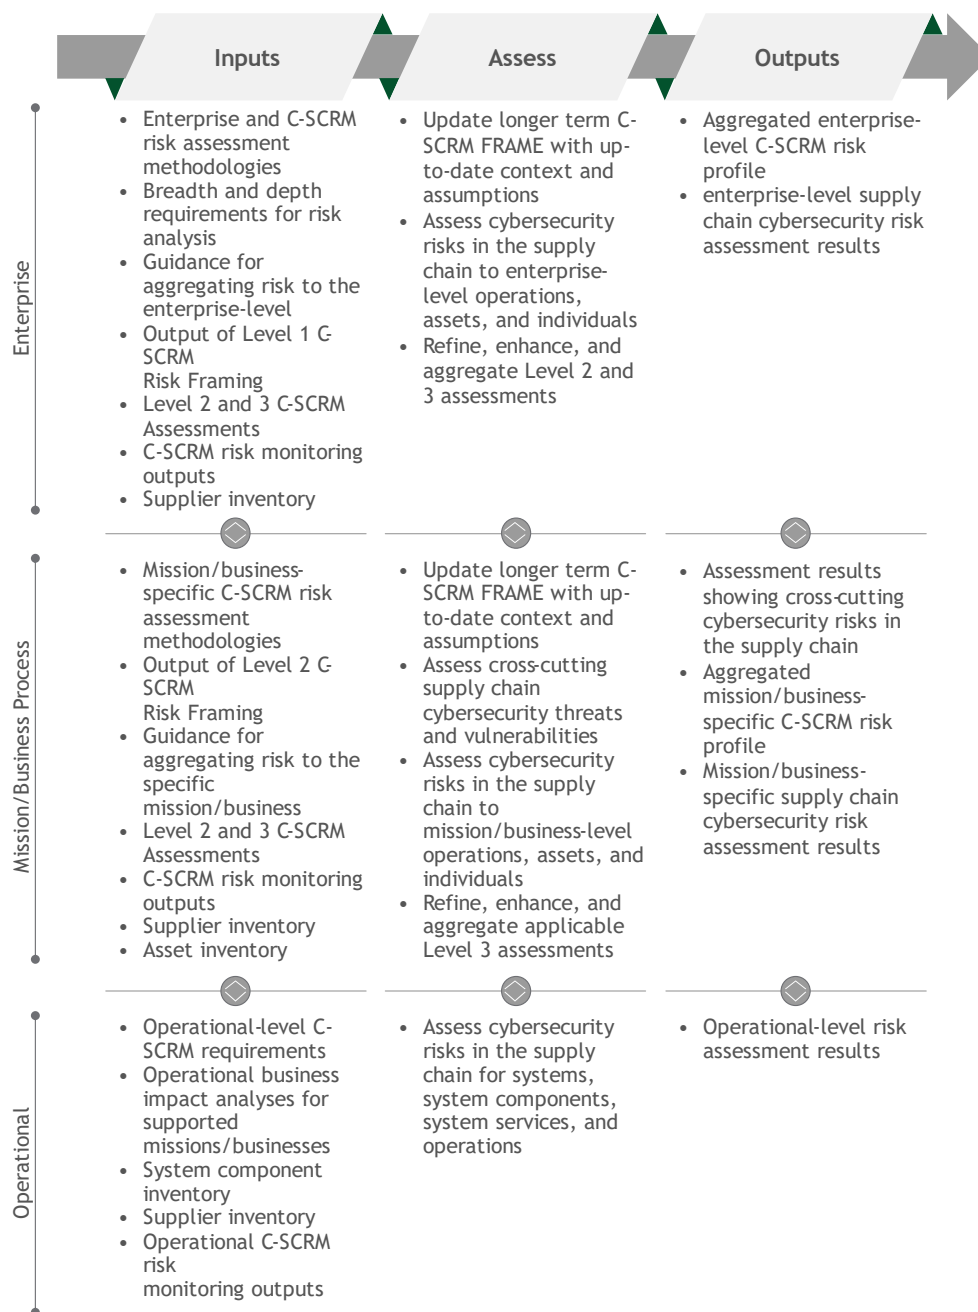 Inputs
Assess
Outputs
Enterprise
• Enterprise and C-SCRM
risk assessment
methodologies
• Breadth and depth
requirements for risk
analysis
• Guidance for
aggregating risk to the
enterprise-level
• Output of Level 1 C-
SCRM
Risk Framing
• Level 2 and 3 C-SCRM
Assessments
• C-SCRM risk monitoring
outputs
• Supplier inventory
• Update longer term C-
SCRM FRAME with up-
to-date context and
assumptions
• Assess cybersecurity
risks in the supply
chain to enterprise-
level operations,
assets, and individuals
• Refine, enhance, and
aggregate Level 2 and
3 assessments
• Aggregated enterprise-
level C-SCRM risk
profile
• enterprise-level supply
chain cybersecurity risk
assessment results
Mission/Business Process
• Mission/business-
specific C-SCRM risk
assessment
methodologies
• Output of Level 2 C-
SCRM
Risk Framing
• Guidance for
aggregating risk to the
specific
mission/business
• Level 2 and 3 C-SCRM
Assessments
• C-SCRM risk monitoring
outputs
• Supplier inventory
• Asset inventory
• Update longer term C-
SCRM FRAME with up-
to-date context and
assumptions
• Assess cross-cutting
supply chain
cybersecurity threats
and vulnerabilities
• Assess cybersecurity
risks in the supply
chain to
mission/business-level
operations, assets, and
individuals
• Refine, enhance, and
aggregate applicable
Level 3 assessments
• Assessment results
showing cross-cutting
cybersecurity risks in
the supply chain
• Aggregated
mission/business-
specific C-SCRM risk
profile
• Mission/business-
specific supply chain
cybersecurity risk
assessment results
Operational
• Operational-level C-
SCRM requirements
• Operational business
impact analyses for
supported
missions/businesses
• System component
inventory
• Supplier inventory
• Operational C-SCRM
risk
monitoring outputs
• Assess cybersecurity
risks in the supply
chain for systems,
system components,
system services, and
operations
• Operational-level risk
assessment results